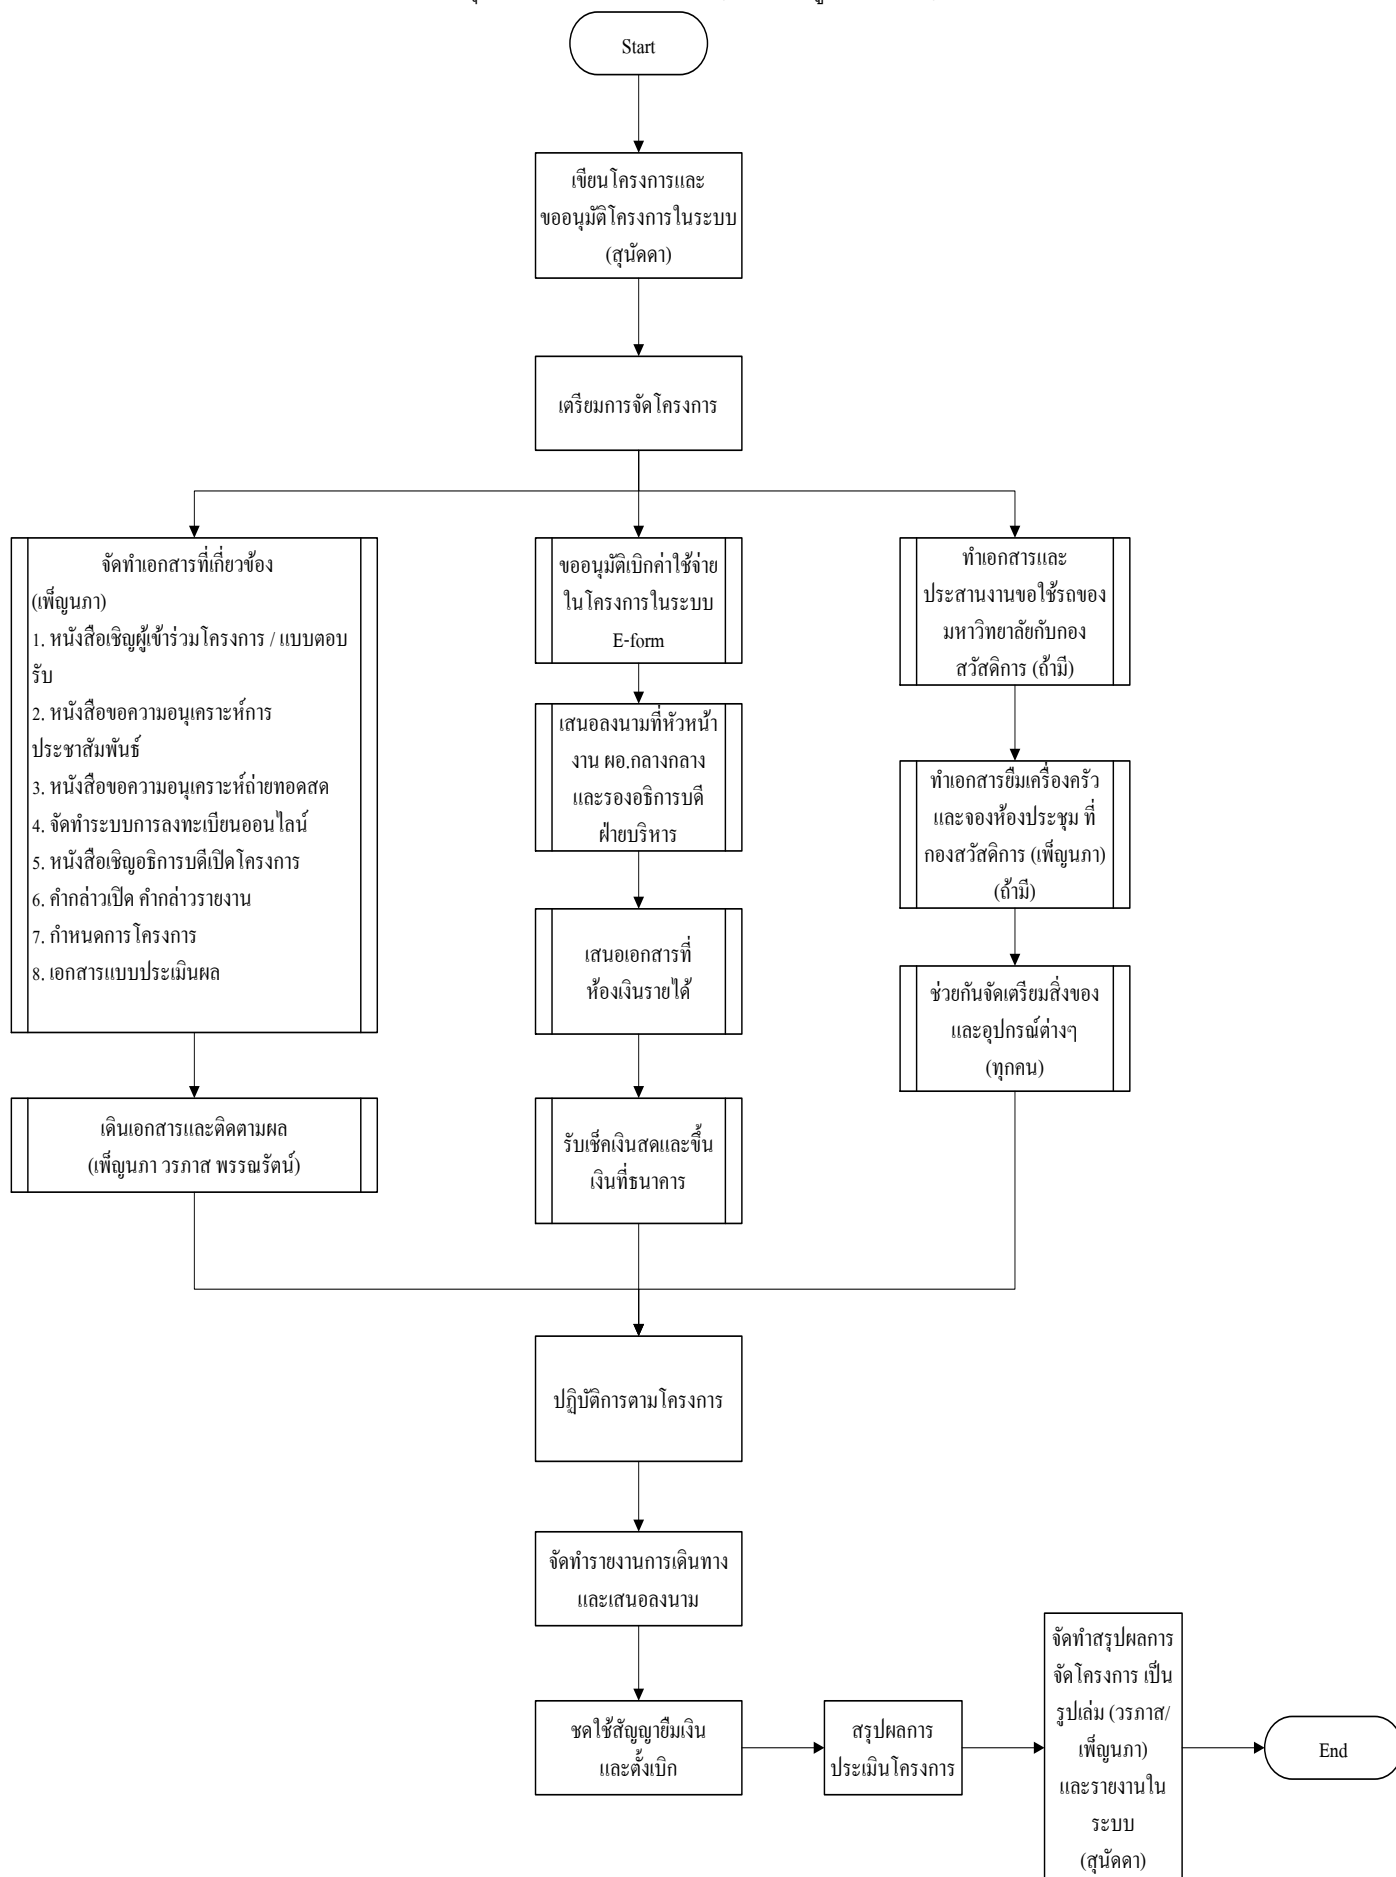 Start
เขียนโครงการและ
ขออนุมัติโครงการในระบบ
(สุนัดดา)
เตรียมการจัดโครงการ
จัดทำเอกสารที่เกี่ยวข้อง
(เพ็ญนภา)
1. หนังสือเชิญผู้เข้าร่วมโครงการ / แบบตอบ
รับ
2. หนังสือขอความอนุเคราะห์การ
ประชาสัมพันธ์
3. หนังสือขอความอนุเคราะห์ถ่ายทอดสด
4. จัดทำระบบการลงทะเบียนออนไลน์
5. หนังสือเชิญอธิการบดีเปิดโครงการ
6. คำกล่าวเปิด คำกล่าวรายงาน
7. กำหนดการโครงการ
8. เอกสารแบบประเมินผล
เดินเอกสารและติดตามผล
(เพ็ญนภา วรภาส พรรณรัตน์)
ขออนุมัติเบิกค่าใช้จ่าย
ในโครงการในระบบ
E-form
เสนอลงนามที่หัวหน้า
งาน ผอ.กลางกลาง
และรองอธิการบดี
ฝ่ายบริหาร
เสนอเอกสารที่
ห้องเงินรายได้
รับเช็คเงินสดและขึ้น
เงินที่ธนาคาร
ทำเอกสารและ
ประสานงานขอใช้รถของ
มหาวิทยาลัยกับกอง
สวัสดิการ (ถ้ามี)
ทำเอกสารยืมเครื่องครัว
และจองห้องประชุม ที่
กองสวัสดิการ (เพ็ญนภา)
(ถ้ามี)
ช่วยกันจัดเตรียมสิ่งของ
และอุปกรณ์ต่างๆ
(ทุกคน)
ปฏิบัติการตามโครงการ
จัดทำรายงานการเดินทาง
และเสนอลงนาม
ชดใช้สัญญายืมเงิน
และตั้งเบิก
สรุปผลการ
ประเมินโครงการ
จัดทำสรุปผลการ
จัดโครงการ เป็น
รูปเล่ม (วรภาส/
เพ็ญนภา)
และรายงานใน
ระบบ
(สุนัดดา)
End